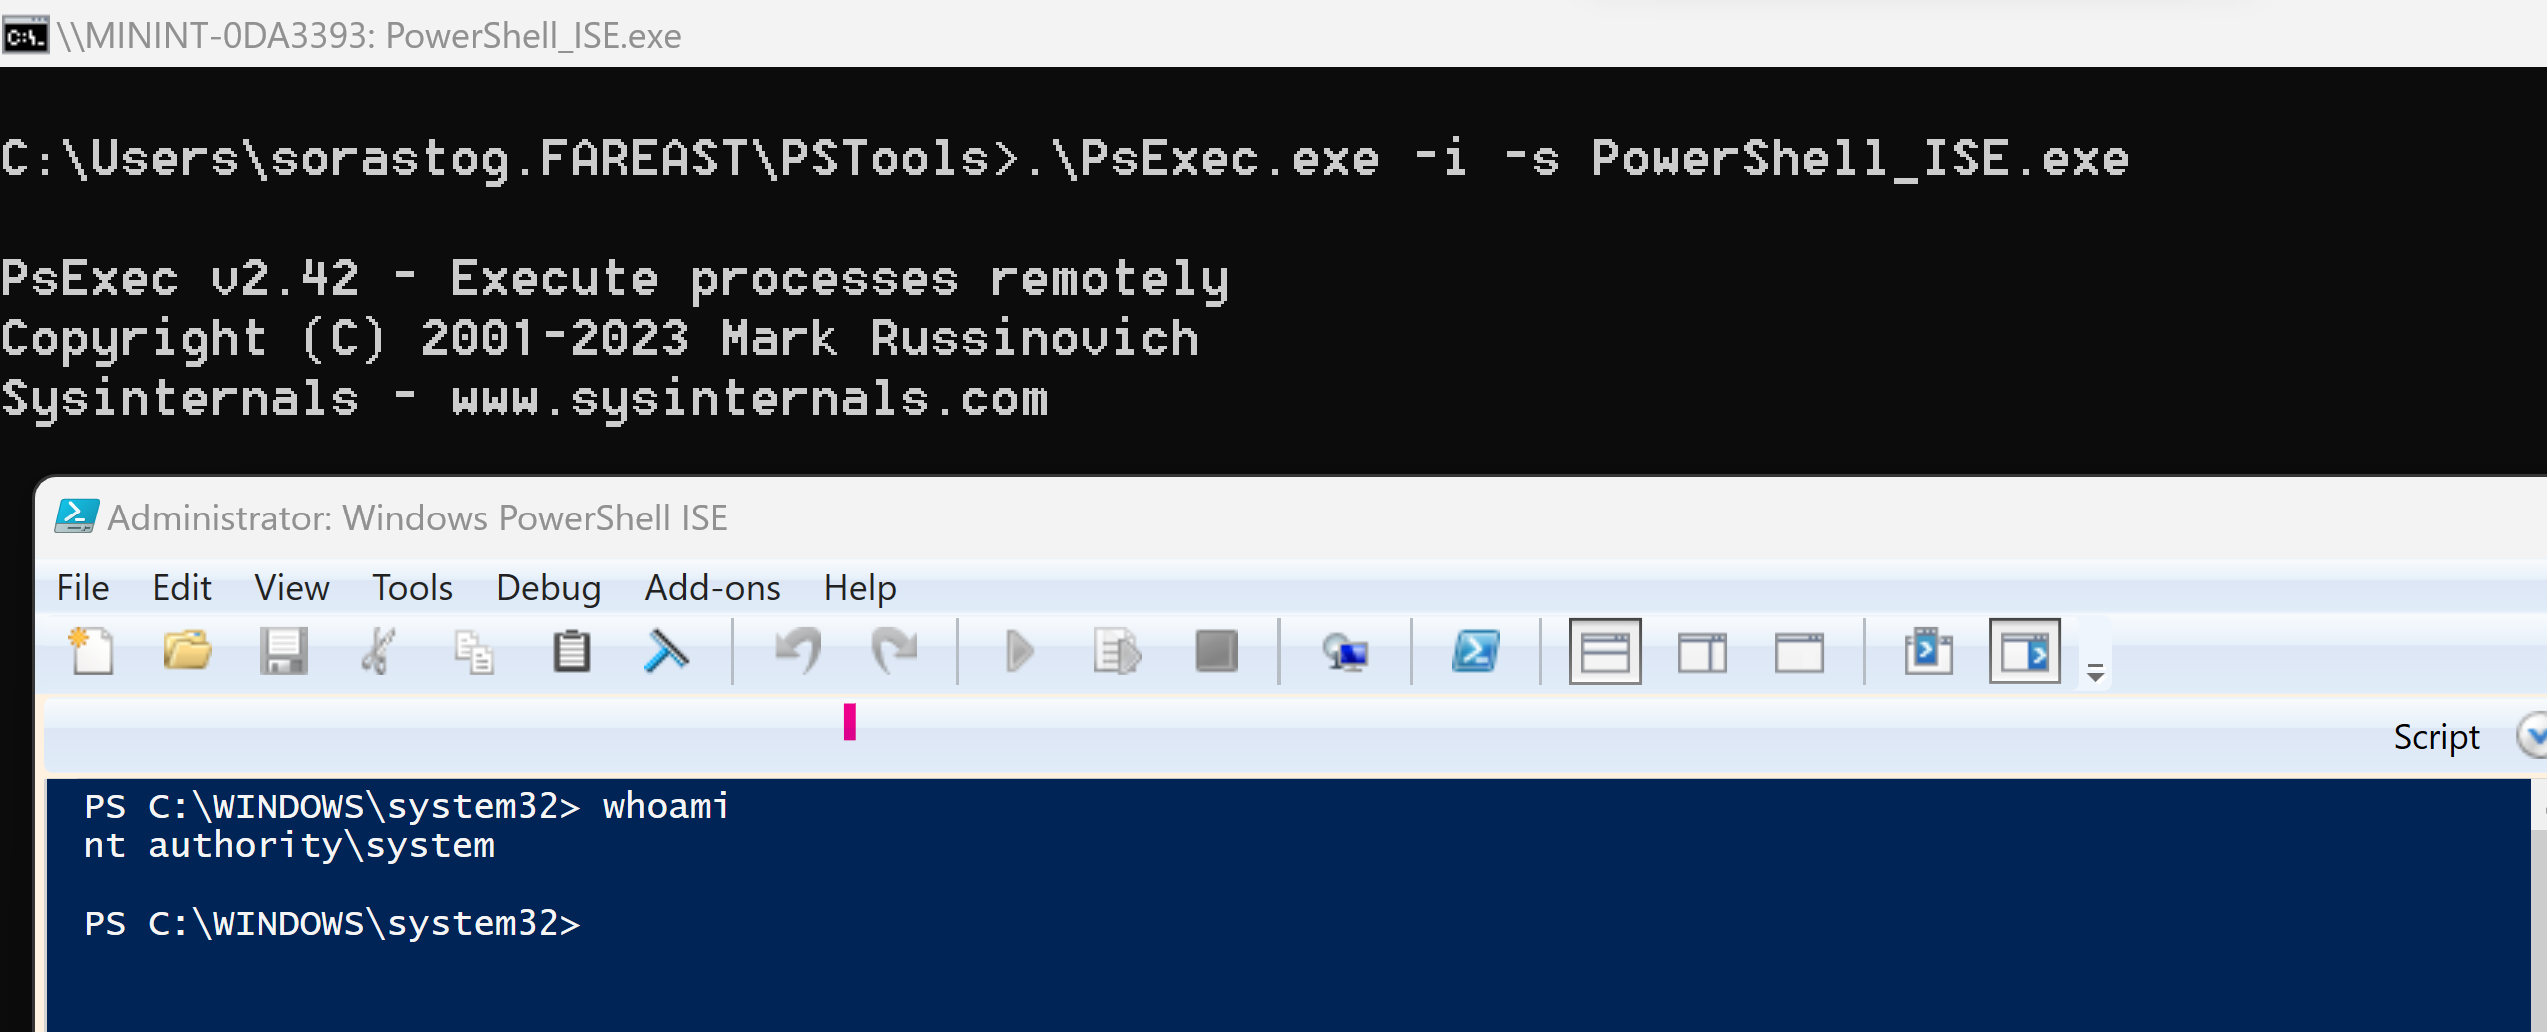 \\MININT-0DA3393: PowerShell_ISE.exe
C:\Users\sorastog.FAREAST\PSTools>.\PsExec.exe -i -s PowerShell_ISE.exe
PsExec v2.42 - Execute processes remotely
Copyright (C) 2001-2023 Mark Russinovich
Sysinternals - www.sysinternals.com
Administrator: Windows PowerShell ISE
File Edit View Tools Debug Add-ons Help
Script
PS C:\WINDOWS\system32> whoami
nt authority\system
PS C:\WINDOWS\system32>